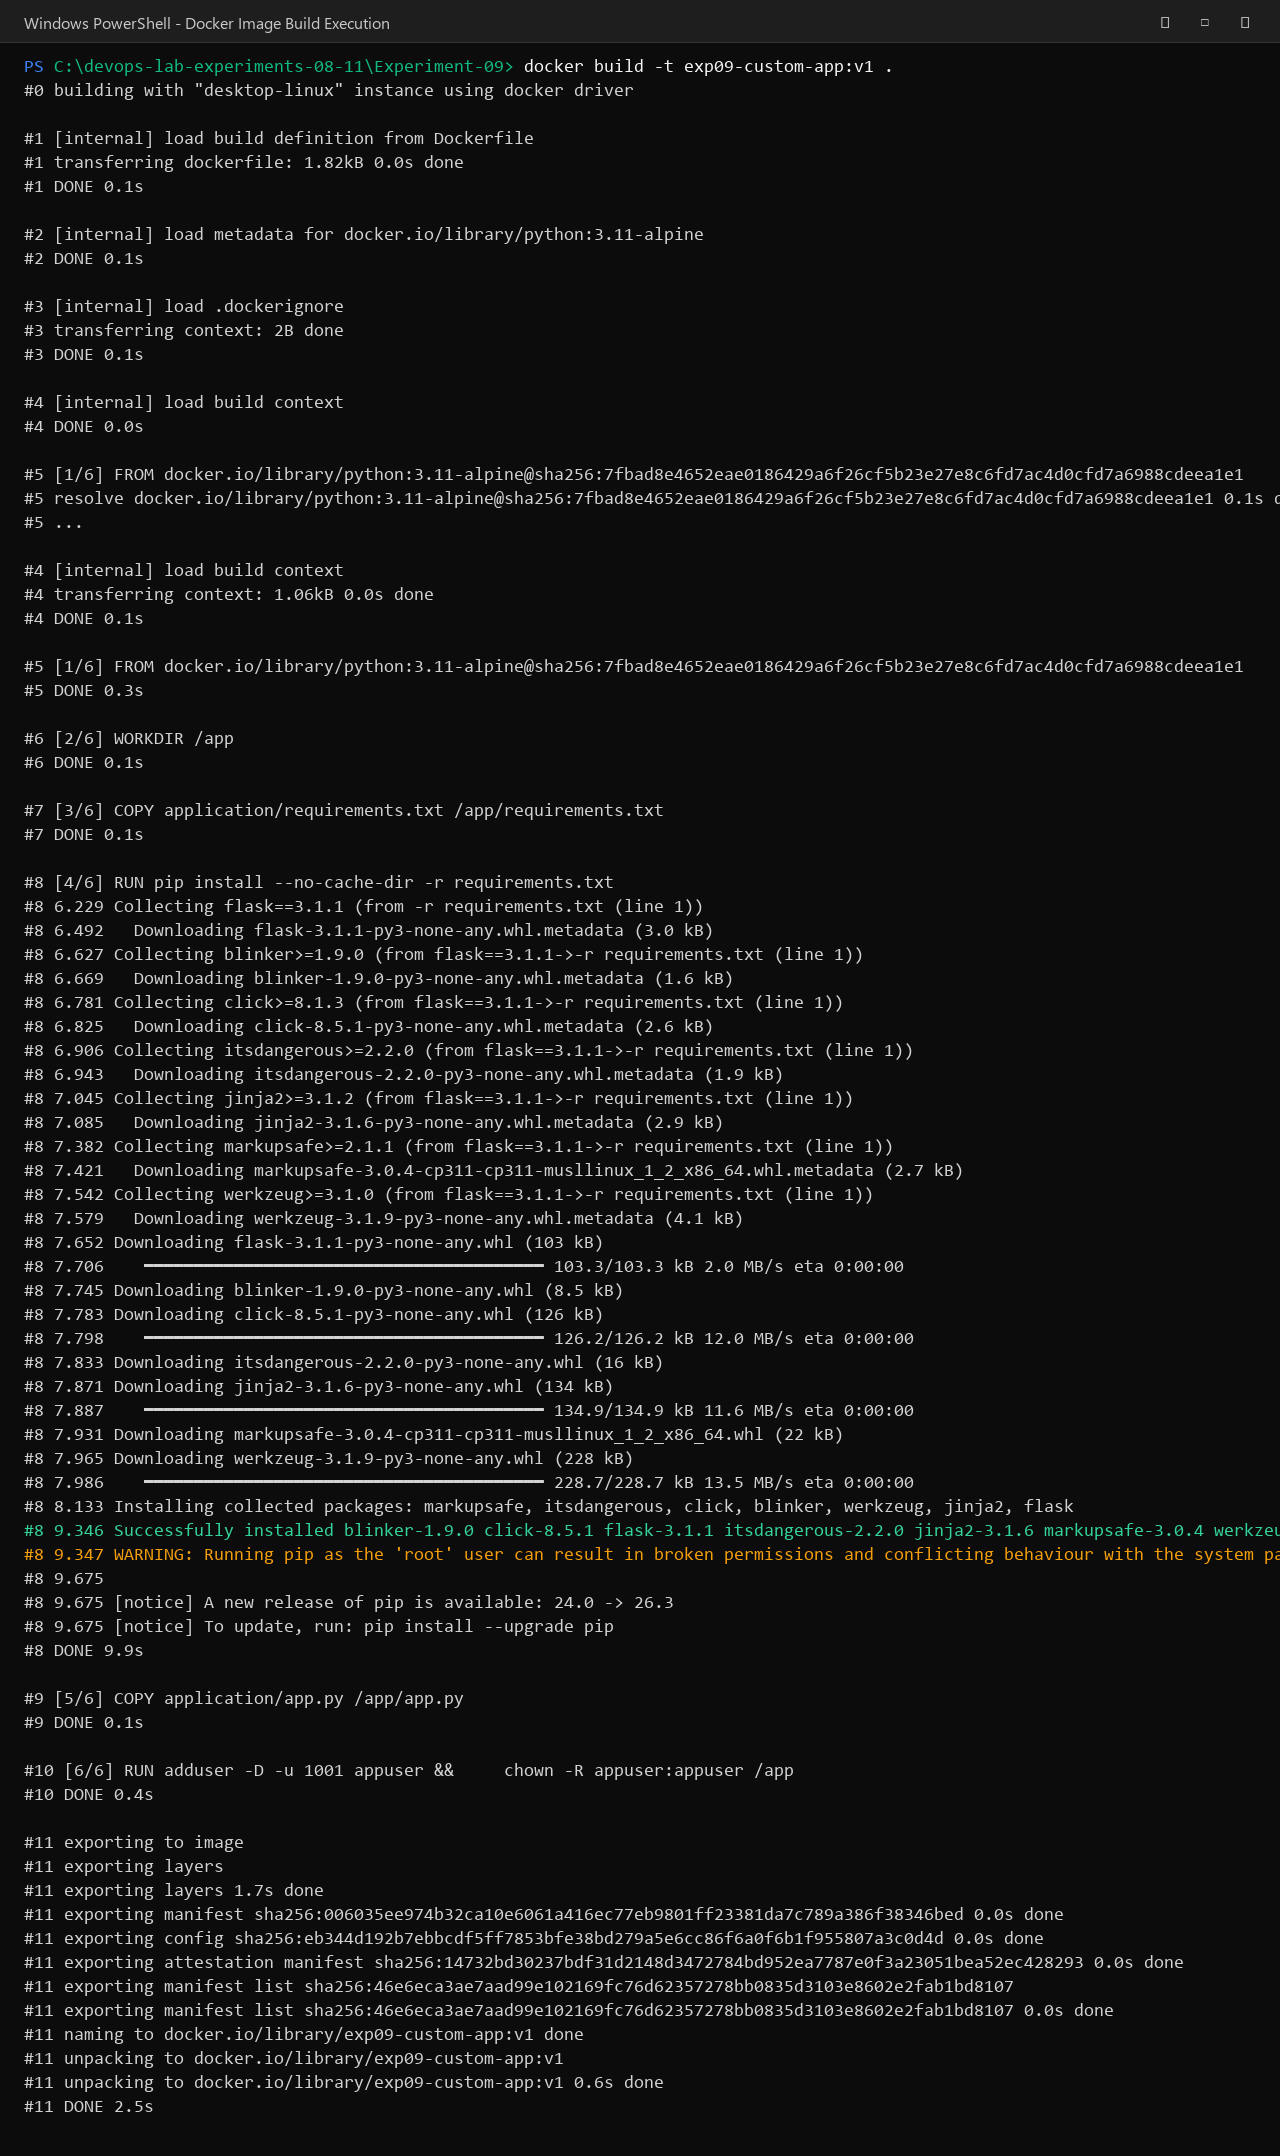 Windows PowerShell - Docker Image Build Execution
PS C:\devops-lab-experiments-08-11\Experiment-09> docker build -t exp09-custom-app:v1 .
#0 building with "desktop-linux" instance using docker driver
#1 [internal] load build definition from Dockerfile
#1 transferring dockerfile: 1.82kB 0.0s done
#1 DONE 0.1s
#2 [internal] load metadata for docker.io/library/python:3.11-alpine
#2 DONE 0.1s
#3 [internal] load .dockerignore
#3 transferring context: 2B done
#3 DONE 0.1s
#4 [internal] load build context
#4 DONE 0.0s
#5 [1/6] FROM docker.io/library/python:3.11-alpine@sha256:7fbad8e4652eae0186429a6f26cf5b23e27e8c6fd7ac4d0cfd7a6988cdeea1e1
#5 resolve docker.io/library/python:3.11-alpine@sha256:7fbad8e4652eae0186429a6f26cf5b23e27e8c6fd7ac4d0cfd7a6988cdeea1e1 0.1s
#5 ...
#4 [internal] load build context
#4 transferring context: 1.06kB 0.0s done
#4 DONE 0.1s
#5 [1/6] FROM docker.io/library/python:3.11-alpine@sha256:7fbad8e4652eae0186429a6f26cf5b23e27e8c6fd7ac4d0cfd7a6988cdeea1e1
#5 DONE 0.3s
#6 [2/6] WORKDIR /app
#6 DONE 0.1s
#7 [3/6] COPY application/requirements.txt /app/requirements.txt
#7 DONE 0.1s
#8 [4/6] RUN pip install --no-cache-dir -r requirements.txt
#8 6.229 Collecting flask==3.1.1 (from -r requirements.txt (line 1))
#8 6.492   Downloading flask-3.1.1-py3-none-any.whl.metadata (3.0 kB)
#8 6.627 Collecting blinker>=1.9.0 (from flask==3.1.1->-r requirements.txt (line 1))
#8 6.669   Downloading blinker-1.9.0-py3-none-any.whl.metadata (1.6 kB)
#8 6.781 Collecting click>=8.1.3 (from flask==3.1.1->-r requirements.txt (line 1))
#8 6.825   Downloading click-8.5.1-py3-none-any.whl.metadata (2.6 kB)
#8 6.906 Collecting itsdangerous>=2.2.0 (from flask==3.1.1->-r requirements.txt (line 1))
#8 6.943   Downloading itsdangerous-2.2.0-py3-none-any.whl.metadata (1.9 kB)
#8 7.045 Collecting jinja2>=3.1.2 (from flask==3.1.1->-r requirements.txt (line 1))
#8 7.085   Downloading jinja2-3.1.6-py3-none-any.whl.metadata (2.9 kB)
#8 7.382 Collecting markupsafe>=2.1.1 (from flask==3.1.1->-r requirements.txt (line 1))
#8 7.421   Downloading markupsafe-3.0.4-cp311-cp311-musllinux_1_2_x86_64.whl.metadata (2.7 kB)
#8 7.542 Collecting werkzeug>=3.1.0 (from flask==3.1.1->-r requirements.txt (line 1))
#8 7.579   Downloading werkzeug-3.1.9-py3-none-any.whl.metadata (4.1 kB)
#8 7.652 Downloading flask-3.1.1-py3-none-any.whl (103 kB)
#8 7.706    ━━━━━━━━━━━━━━━━━━━━━━━━━━━━━━━━━━━━━━━━ 103.3/103.3 kB 2.0 MB/s eta 0:00:00
#8 7.745 Downloading blinker-1.9.0-py3-none-any.whl (8.5 kB)
#8 7.783 Downloading click-8.5.1-py3-none-any.whl (126 kB)
#8 7.798    ━━━━━━━━━━━━━━━━━━━━━━━━━━━━━━━━━━━━━━━━ 126.2/126.2 kB 12.0 MB/s eta 0:00:00
#8 7.833 Downloading itsdangerous-2.2.0-py3-none-any.whl (16 kB)
#8 7.871 Downloading jinja2-3.1.6-py3-none-any.whl (134 kB)
#8 7.887    ━━━━━━━━━━━━━━━━━━━━━━━━━━━━━━━━━━━━━━━━ 134.9/134.9 kB 11.6 MB/s eta 0:00:00
#8 7.931 Downloading markupsafe-3.0.4-cp311-cp311-musllinux_1_2_x86_64.whl (22 kB)
#8 7.965 Downloading werkzeug-3.1.9-py3-none-any.whl (228 kB)
#8 7.986    ━━━━━━━━━━━━━━━━━━━━━━━━━━━━━━━━━━━━━━━━ 228.7/228.7 kB 13.5 MB/s eta 0:00:00
#8 8.133 Installing collected packages: markupsafe, itsdangerous, click, blinker, werkzeug, jinja2, flask
#8 9.346 Successfully installed blinker-1.9.0 click-8.5.1 flask-3.1.1 itsdangerous-2.2.0 jinja2-3.1.6 markupsafe-3.0.4
#8 9.347 WARNING: Running pip as the 'root' user can result in broken permissions and conflicting behaviour with the system
#8 9.675
#8 9.675 [notice] A new release of pip is available: 24.0 -> 26.3
#8 9.675 [notice] To update, run: pip install --upgrade pip
#8 DONE 9.9s
#9 [5/6] COPY application/app.py /app/app.py
#9 DONE 0.1s
#10 [6/6] RUN adduser -D -u 1001 appuser &&     chown -R appuser:appuser /app
#10 DONE 0.4s
#11 exporting to image
#11 exporting layers
#11 exporting layers 1.7s done
#11 exporting manifest sha256:006035ee974b32ca10e6061a416ec77eb9801ff23381da7c789a386f38346bed 0.0s done
#11 exporting config sha256:eb344d192b7ebbcdf5ff7853bfe38bd279a5e6cc86f6a0f6b1f955807a3c0d4d 0.0s done
#11 exporting attestation manifest sha256:14732bd30237bdf31d2148d3472784bd952ea7787e0f3a23051bea52ec428293 0.0s done
#11 exporting manifest list sha256:46e6eca3ae7aad99e102169fc76d62357278bb0835d3103e8602e2fab1bd8107
#11 exporting manifest list sha256:46e6eca3ae7aad99e102169fc76d62357278bb0835d3103e8602e2fab1bd8107 0.0s done
#11 naming to docker.io/library/exp09-custom-app:v1 done
#11 unpacking to docker.io/library/exp09-custom-app:v1
#11 unpacking to docker.io/library/exp09-custom-app:v1 0.6s done
#11 DONE 2.5s